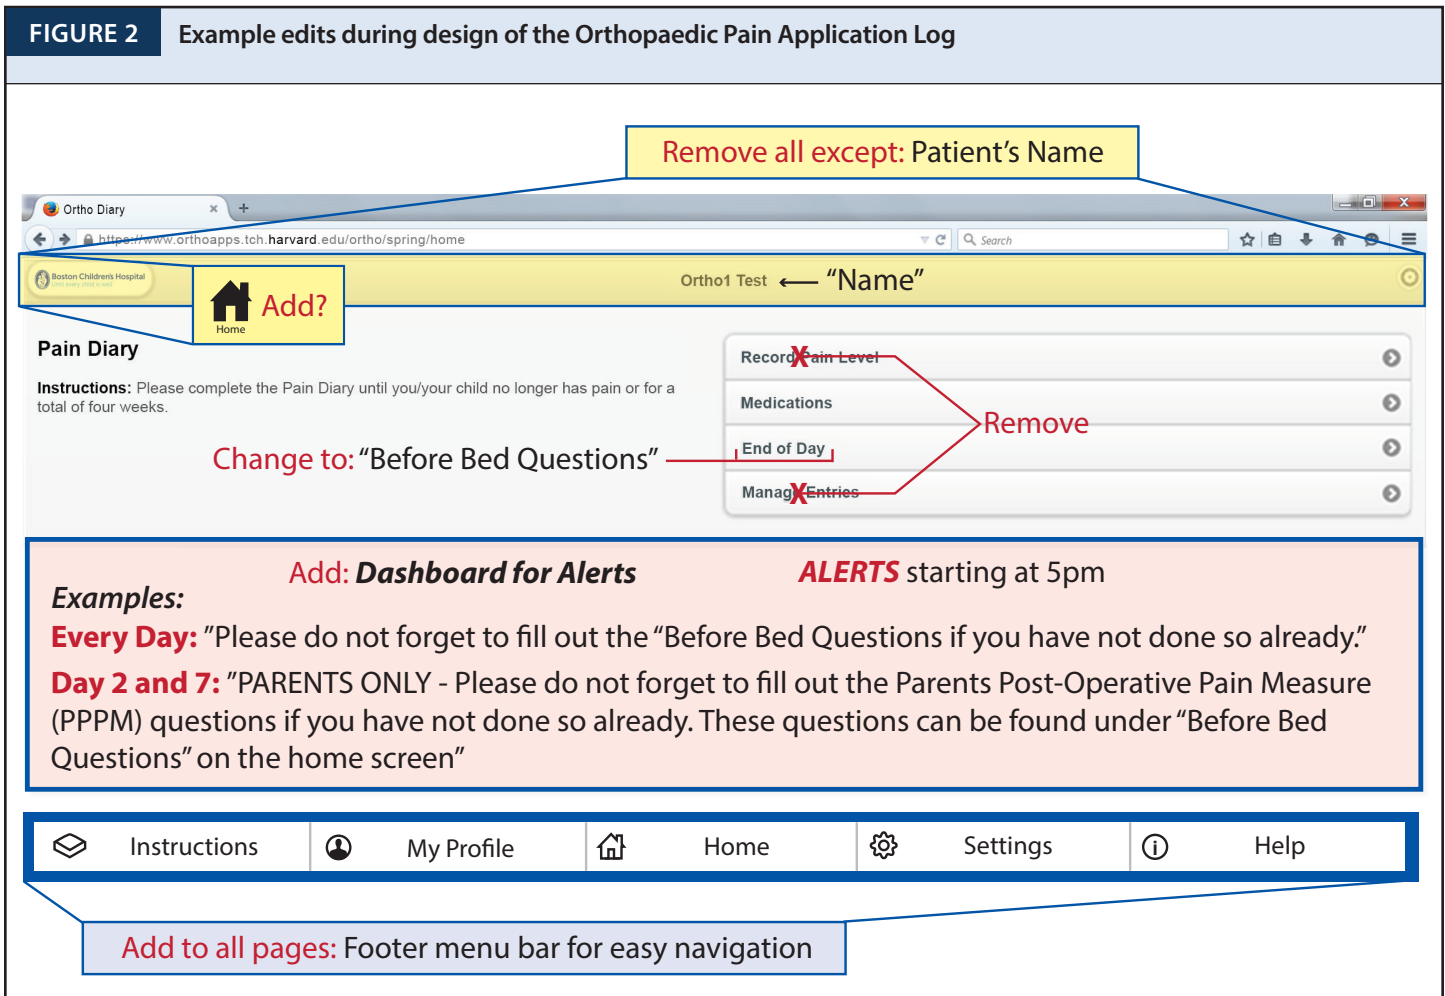 FIGURE 2 Example edits during design of the Orthopaedic Pain Application Log
Remove all except: Patient's Name
Ortho Diary
https://www.orthoapps.tch.harvard.edu/ortho/spring/home
Search
Boston Children's Hospital
Until every child is well
Ortho1 Test ← “Name”
Add?
Home
Pain Diary
Instructions: Please complete the Pain Diary until you/your child no longer has pain or for a
total of four weeks.
Record Pain Level
Medications
Remove
Change to: “Before Bed Questions”
End of Day
Manage Entries
Add: Dashboard for Alerts
ALERTS starting at 5pm
Examples:
Every Day: ”Please do not forget to fill out the “Before Bed Questions if you have not done so already.”
Day 2 and 7: ”PARENTS ONLY - Please do not forget to fill out the Parents Post-Operative Pain Measure
(PPPM) questions if you have not done so already. These questions can be found under “Before Bed
Questions” on the home screen”
Instructions
My Profile
Home
Settings
Help
Add to all pages: Footer menu bar for easy navigation